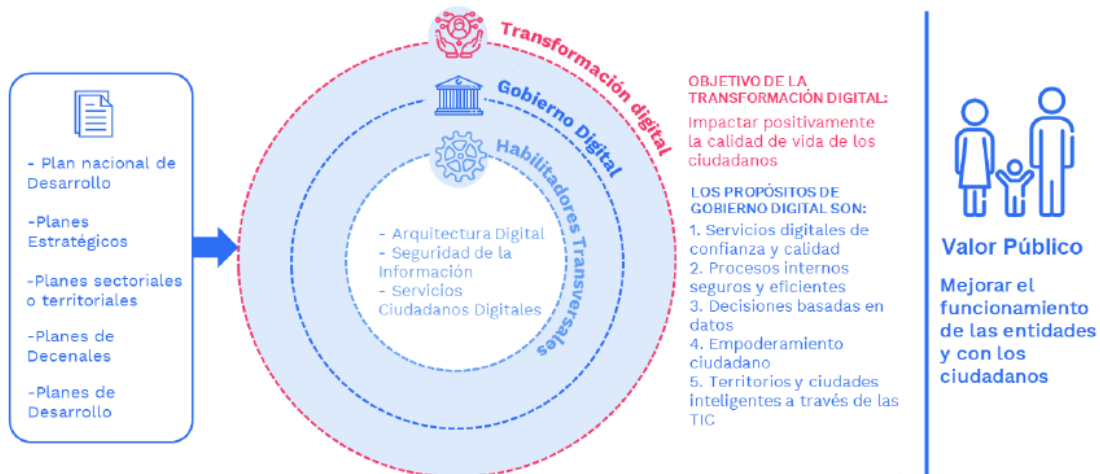 - Plan nacional de
Desarrollo
-Planes
Estratégicos
-Planes sectoriales
o territoriales
- Planes de
Decenales
-Planes de
Desarrollo
Transformación digital
Gobierno Digital
Habilitadores Transversales
- Arquitectura Digital
- Seguridad de la
Información
- Servicios
Ciudadanos Digitales
OBJETIVO DE LA
TRANSFORMACIÓN DIGITAL:
Impactar positivamente
la calidad de vida de los
ciudadanos
LOS PROPÓSITOS DE
GOBIERNO DIGITAL SON:
1. Servicios digitales de
confianza y calidad
2. Procesos internos
seguros y eficientes
3. Decisiones basadas en
datos
4. Empoderamiento
ciudadano
5. Territorios y ciudades
inteligentes a través de las
TIC
Valor Público
Mejorar el
funcionamiento
de las entidades
y con los
ciudadanos